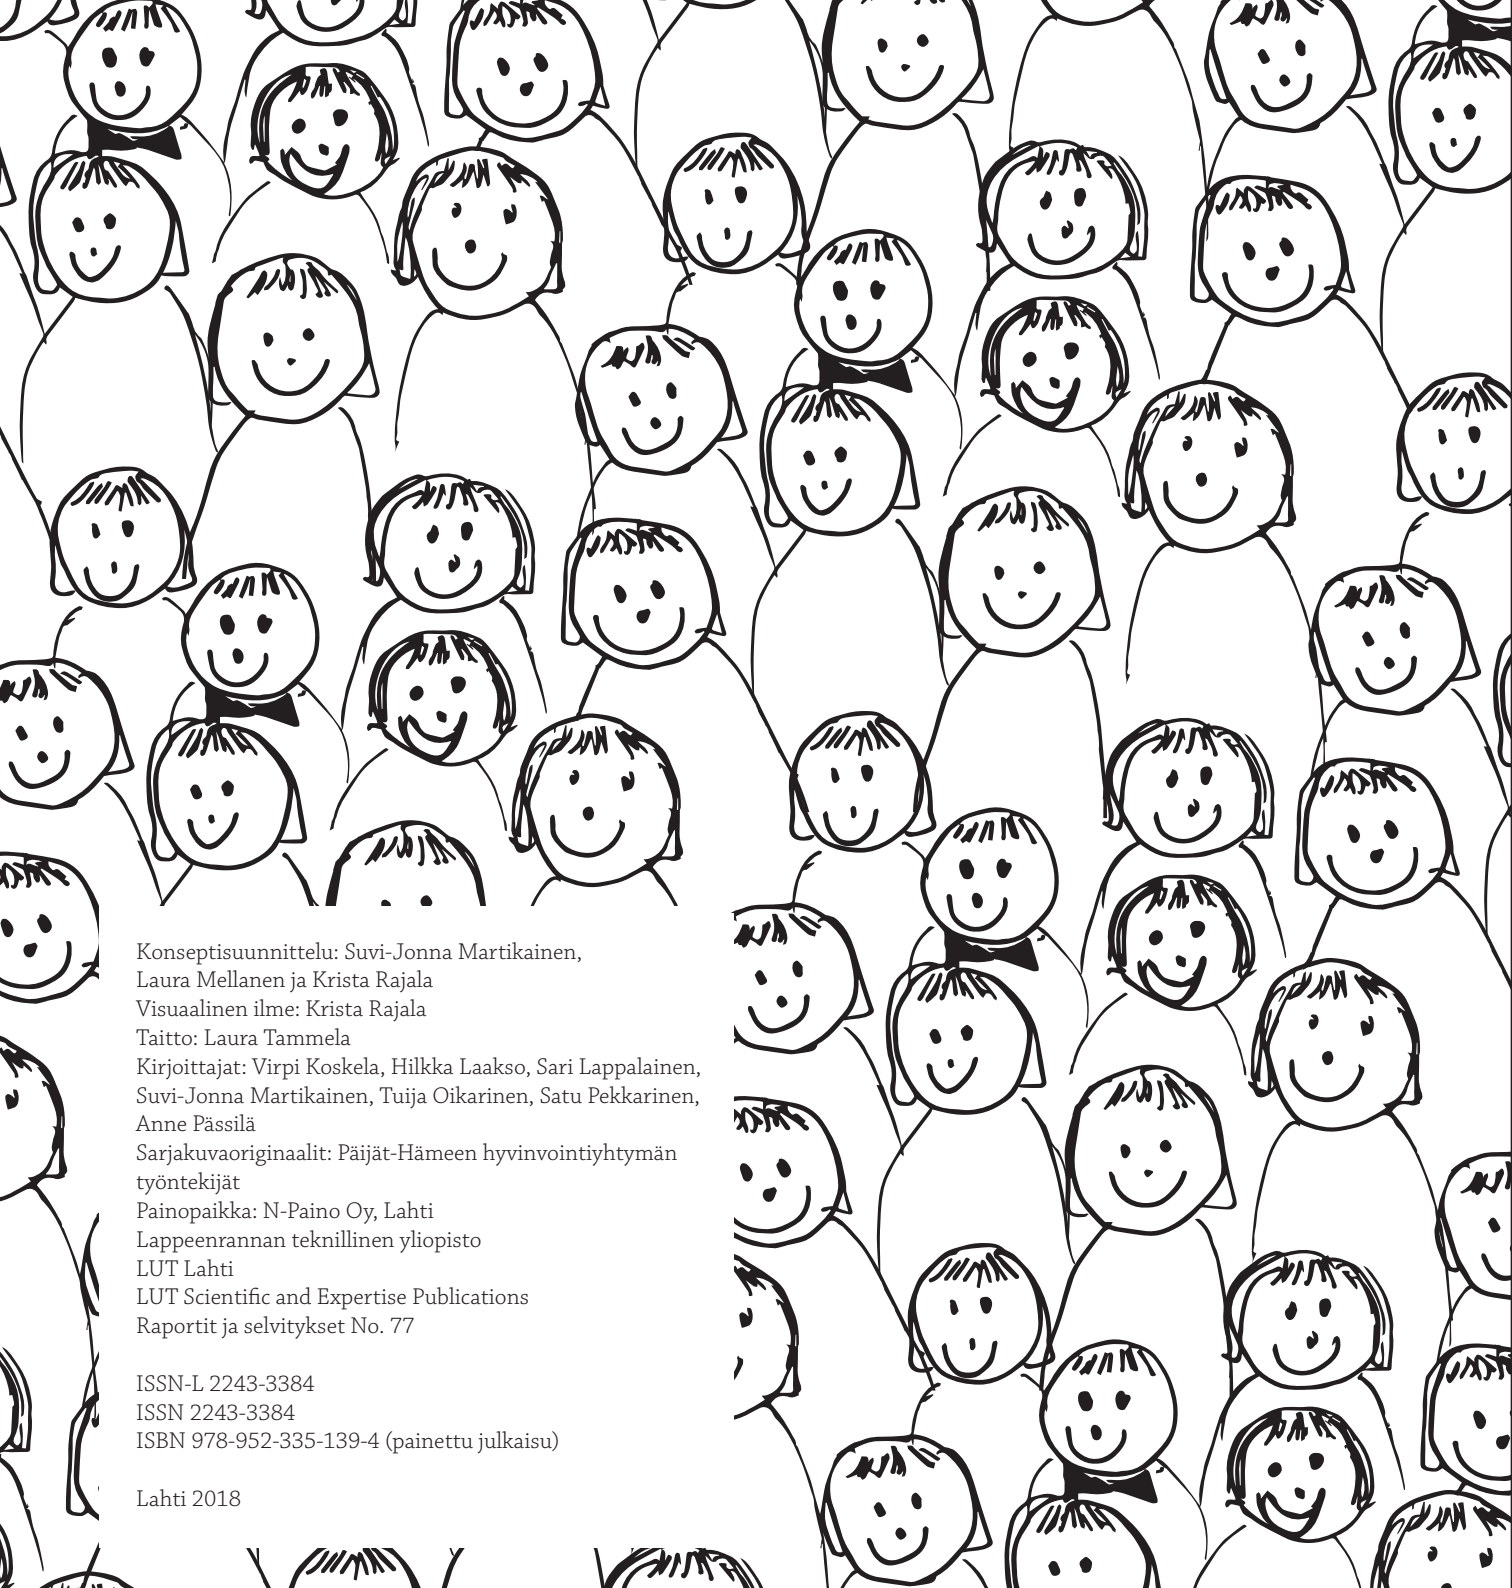 Konseptisuunnittelu: Suvi-Jonna Martikainen,
Laura Mellanen ja Krista Rajala
Visuaalinen ilme: Krista Rajala
Taitto: Laura Tammela
Kirjoittajat: Virpi Koskela, Hilkka Laakso, Sari Lappalainen,
Suvi-Jonna Martikainen, Tuija Oikarinen, Satu Pekkarinen,
Anne Pässilä
Sarjakuvaoriginaalit: Päijät-Hämeen hyvinvointiyhtymän
työntekijät
Painopaikka: N-Paino Oy, Lahti
Lappeenrannan teknillinen yliopisto
LUT Lahti
LUT Scientific and Expertise Publications
Raportit ja selvitykset No. 77
ISSN-L 2243-3384
ISSN 2243-3384
ISBN 978-952-335-139-4 (painettu julkaisu)
Lahti 2018